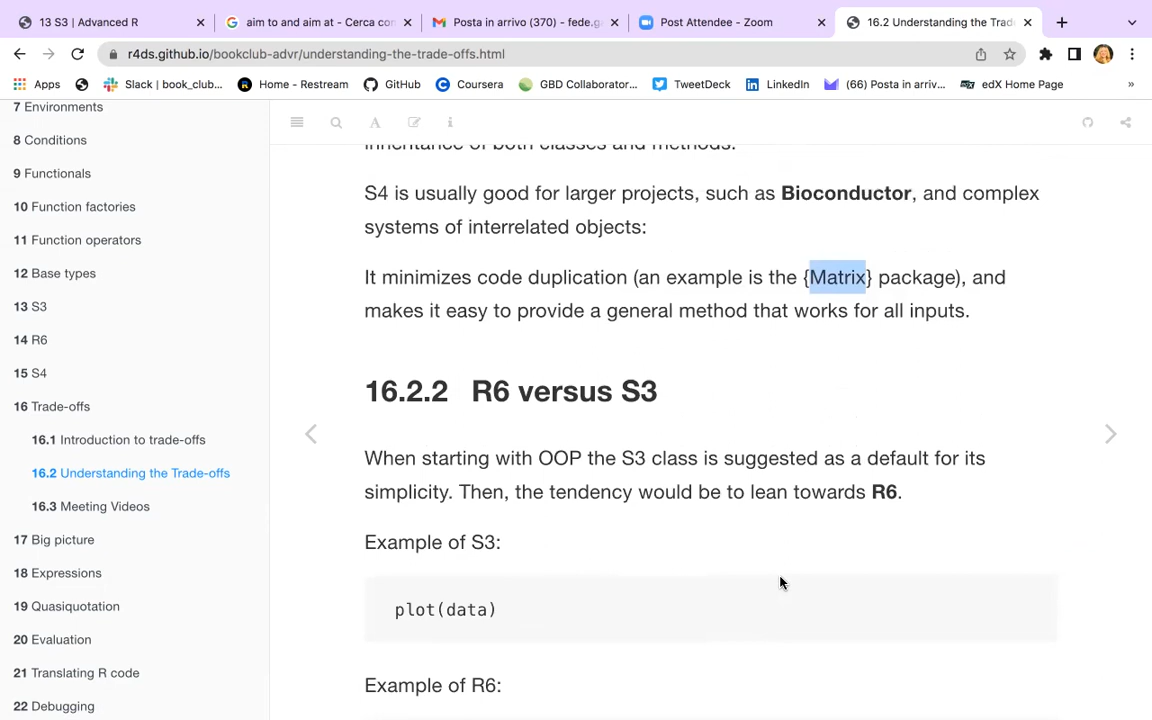 13 S3 | Advanced R
aim to and aim at - Cerca con
Posta in arrivo (370) - fede.ga
Post Attendee - Zoom
16.2 Understanding the Trad
r4ds.github.io/bookclub-advr/understanding-the-trade-offs.html
Apps
Slack | book_club...
Home - Restream
GitHub
Coursera
GBD Collaborator...
TweetDeck
LinkedIn
(66) Posta in arriv...
edX Home Page
»
7 Environments
8 Conditions
9 Functionals
10 Function factories
11 Function operators
12 Base types
13 S3
14 R6
15 S4
16 Trade-offs
16.1 Introduction to trade-offs
16.2 Understanding the Trade-offs
16.3 Meeting Videos
17 Big picture
18 Expressions
19 Quasiquotation
20 Evaluation
21 Translating R code
22 Debugging
inheritance of both classes and methods.
S4 is usually good for larger projects, such as Bioconductor, and complex
systems of interrelated objects:
It minimizes code duplication (an example is the {Matrix} package), and
makes it easy to provide a general method that works for all inputs.
16.2.2 R6 versus S3
When starting with OOP the S3 class is suggested as a default for its
simplicity. Then, the tendency would be to lean towards R6.
Example of S3:
plot(data)
Example of R6: